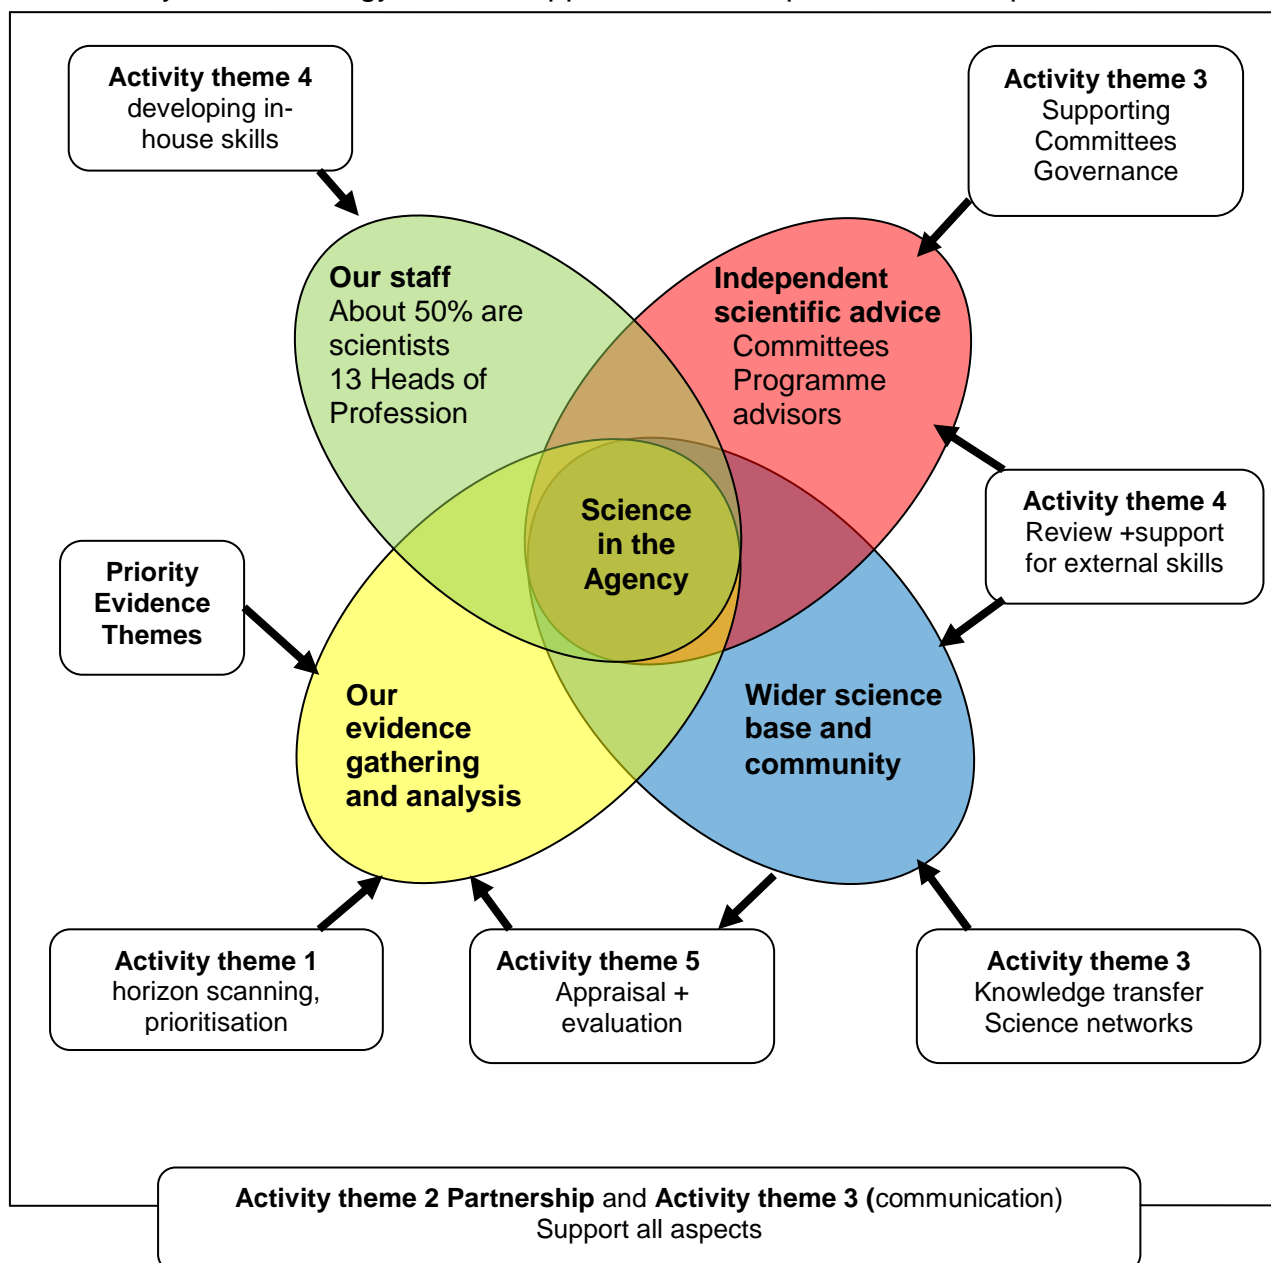 Activity theme 4
developing in-
house skills
Activity theme 3
Supporting
Committees
Governance
Our staff
About 50% are
scientists
13 Heads of
Profession
Independent
scientific advice
Committees
Programme
advisors
Science
in the
Agency
Activity theme 4
Review +support
for external skills
Priority
Evidence
Themes
Our
evidence
gathering
and analysis
Wider science
base and
community
Activity theme 1
horizon scanning,
prioritisation
Activity theme 5
Appraisal +
evaluation
Activity theme 3
Knowledge transfer
Science networks
Activity theme 2 Partnership and Activity theme 3 (communication)
Support all aspects